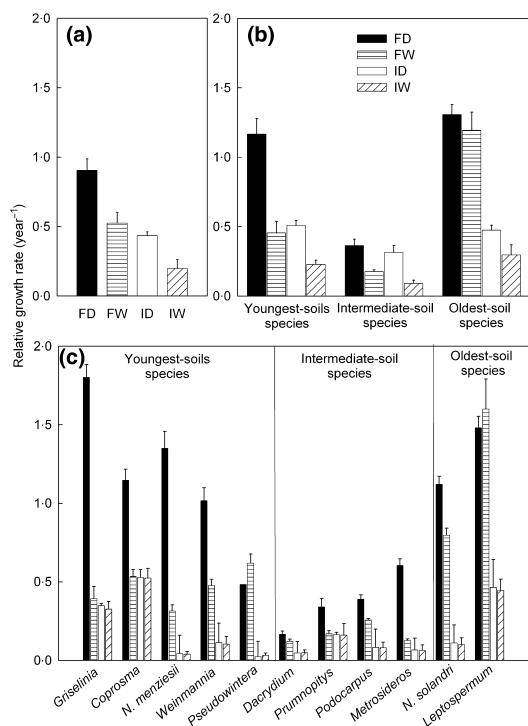 (a)
2·0
1·5
1·0
0·5
0·0
FD FW ID IW
(b)
FD
FW
ID
IW
Youngest-soils species
Intermediate-soil species
Oldest-soil species
Relative growth rate (year⁻¹)
(c)
Youngest-soils species
Intermediate-soil species
Oldest-soil species
2·0
1·5
1·0
0·5
0·0
Griselinia
Coprosma
N. menziesii
Weinmannia
Pseudowintera
Dacrydium
Prumnopitys
Podocarpus
Metrosideros
N. solandri
Leptospermum